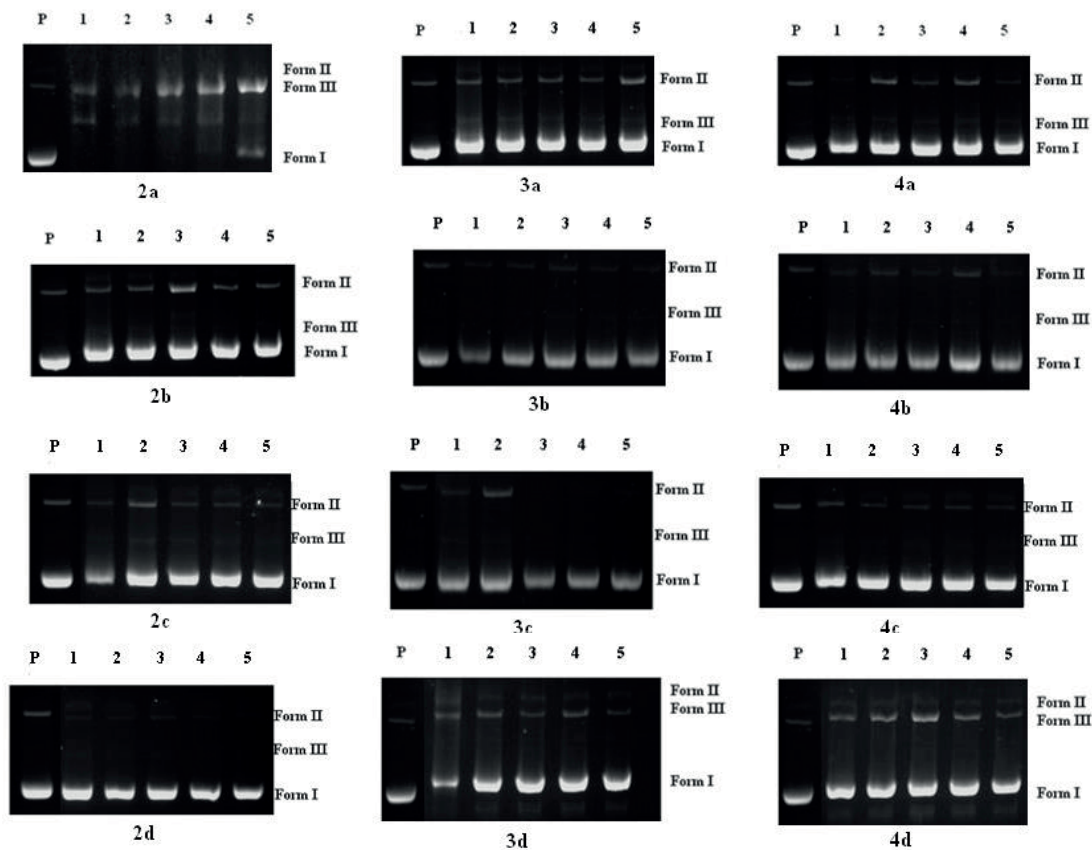 P 1 2 3 4 5
Form II
Form III
Form I
2a
P 1 2 3 4 5
Form II
Form III
Form I
3a
P 1 2 3 4 5
Form II
Form III
Form I
4a
P 1 2 3 4 5
Form II
Form III
Form I
2b
P 1 2 3 4 5
Form II
Form III
Form I
3b
P 1 2 3 4 5
Form II
Form III
Form I
4b
P 1 2 3 4 5
Form II
Form III
Form I
2c
P 1 2 3 4 5
Form II
Form III
Form I
3c
P 1 2 3 4 5
Form II
Form III
Form I
4c
P 1 2 3 4 5
Form II
Form III
Form I
2d
P 1 2 3 4 5
Form II
Form III
Form I
3d
P 1 2 3 4 5
Form II
Form III
Form I
4d